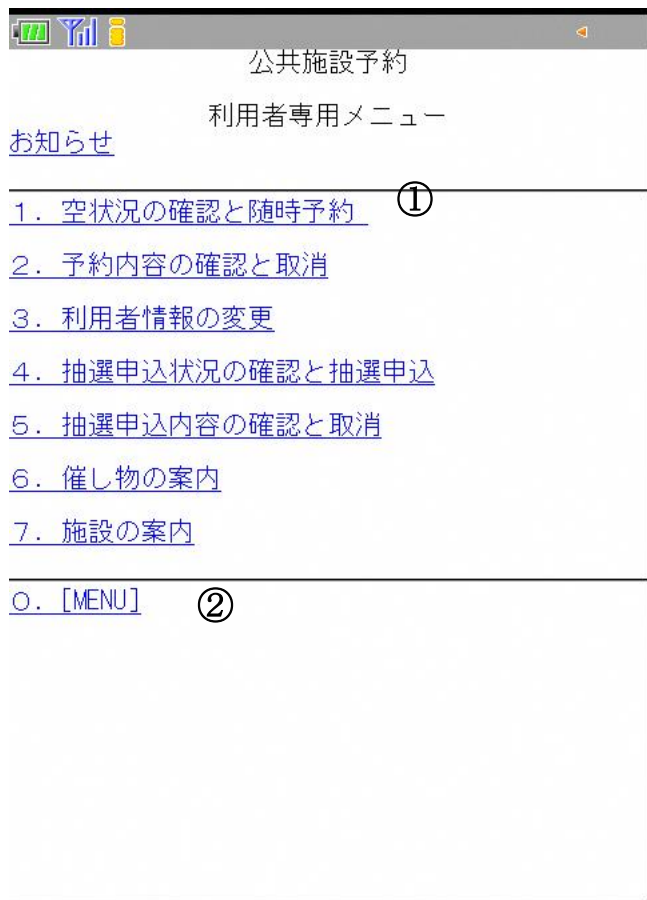 公共施設予約
利用者専用メニュー
お知らせ
1. 空状況の確認と随時予約 ①
2. 予約内容の確認と取消
3. 利用者情報の変更
4. 抽選申込状況の確認と抽選申込
5. 抽選申込内容の確認と取消
6. 催し物の案内
7. 施設の案内
0. [MENU] ②